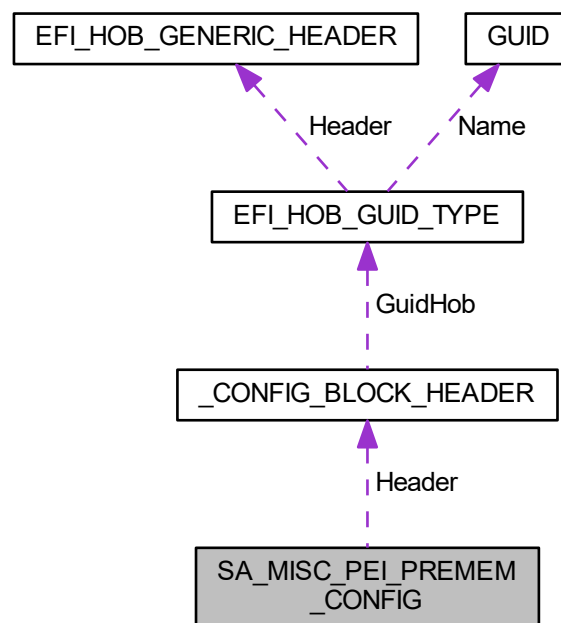 EFI_HOB_GENERIC_HEADER
GUID
Header
Name
EFI_HOB_GUID_TYPE
GuidHob
_CONFIG_BLOCK_HEADER
Header
SA_MISC_PEI_PREMEM
_CONFIG